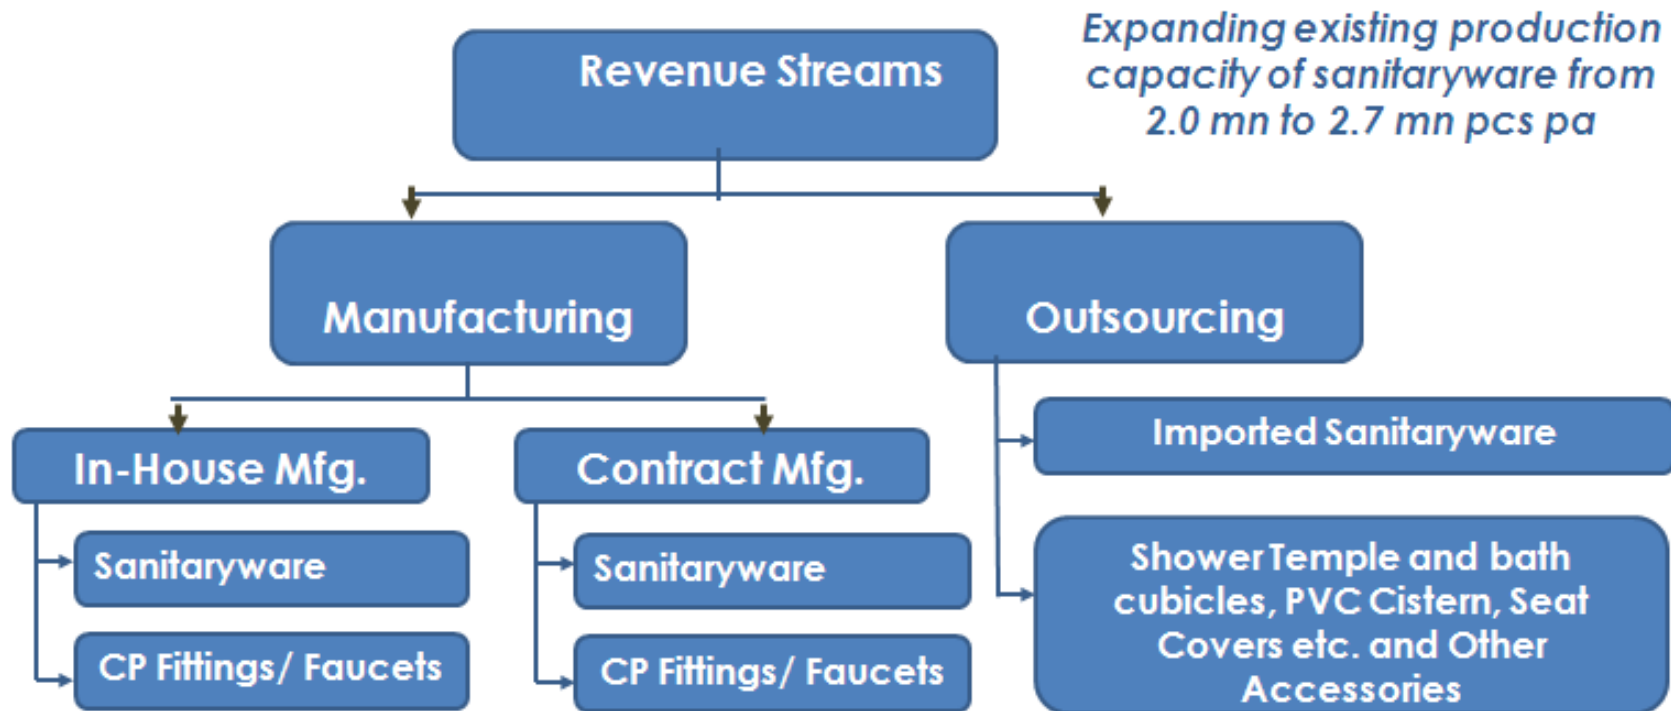 Revenue Streams
Expanding existing production
capacity of sanitaryware from
2.0 mn to 2.7 mn pcs pa
Manufacturing
Outsourcing
In-House Mfg.
Sanitaryware
CP Fittings/ Faucets
Contract Mfg.
Sanitaryware
CP Fittings/ Faucets
Imported Sanitaryware
Shower Temple and bath
cubicles, PVC Cistern, Seat
Covers etc. and Other
Accessories